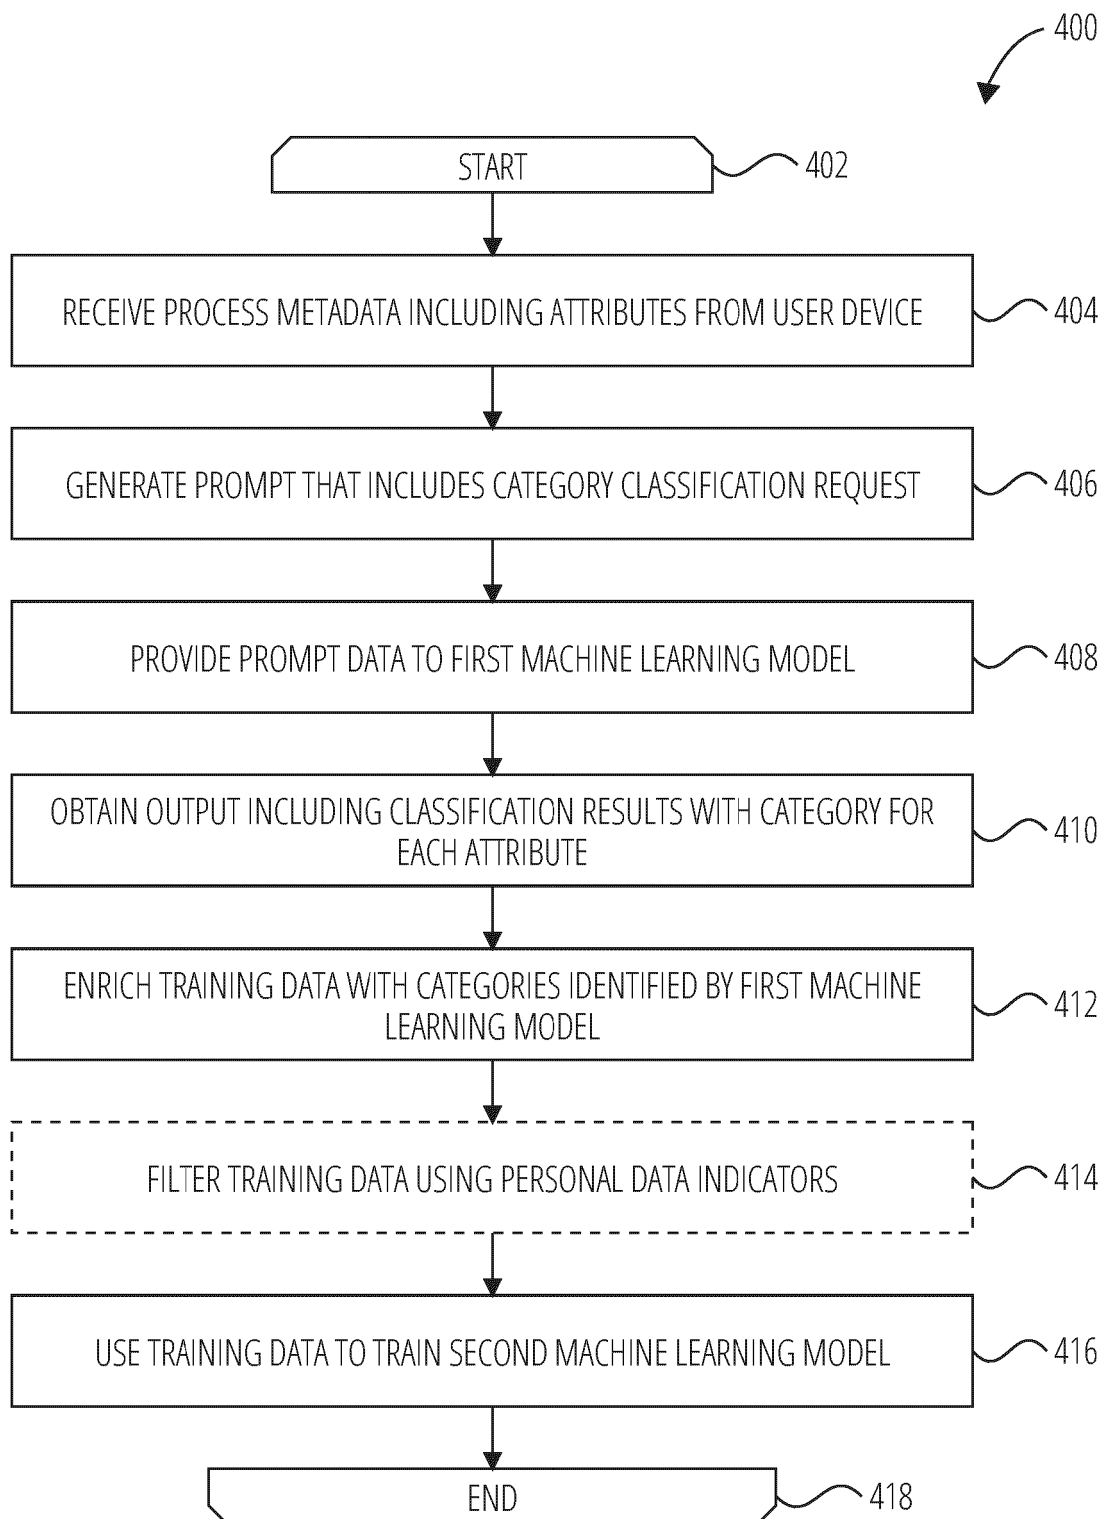 400
START
402
RECEIVE PROCESS METADATA INCLUDING ATTRIBUTES FROM USER DEVICE
404
GENERATE PROMPT THAT INCLUDES CATEGORY CLASSIFICATION REQUEST
406
PROVIDE PROMPT DATA TO FIRST MACHINE LEARNING MODEL
408
OBTAIN OUTPUT INCLUDING CLASSIFICATION RESULTS WITH CATEGORY FOR
EACH ATTRIBUTE
410
ENRICH TRAINING DATA WITH CATEGORIES IDENTIFIED BY FIRST MACHINE
LEARNING MODEL
412
FILTER TRAINING DATA USING PERSONAL DATA INDICATORS
414
USE TRAINING DATA TO TRAIN SECOND MACHINE LEARNING MODEL
416
END
418